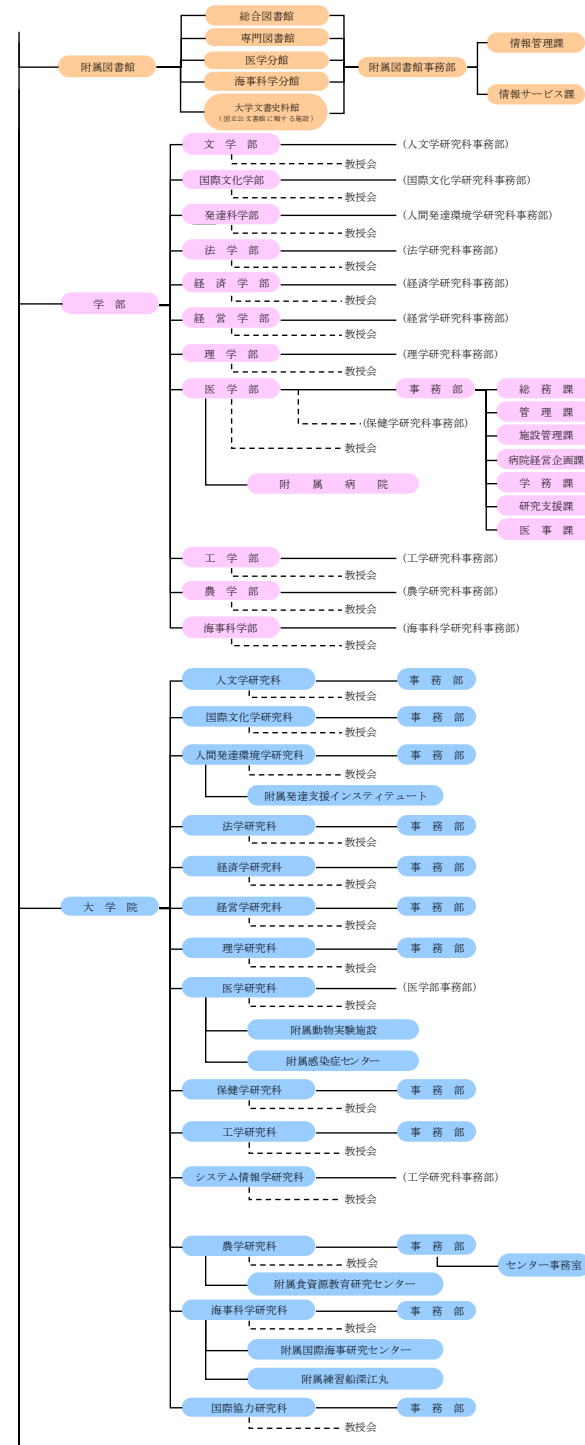 総合図書館
専門図書館
情報管理課
附属図書館
医学分館
附属図書館事務部
海事科学分館
情報サービス課
大学文書史料館
(国立公文書館に類する施設)
文学部
(人文学研究科事務部)
教授会
国際文化学部
(国際文化学研究科事務部)
教授会
発達科学部
(人間発達環境学研究科事務部)
教授会
法学部
(法学研究科事務部)
教授会
経済学部
(経済学研究科事務部)
教授会
学部
経営学部
(経営学研究科事務部)
教授会
理学部
(理学研究科事務部)
教授会
医学部
事務部
総務課
管理課
(保健学研究科事務部)
施設管理課
教授会
病院経営企画課
附属病院
学務課
研究支援課
医事課
工学部
(工学研究科事務部)
教授会
農学部
(農学研究科事務部)
教授会
海事科学部
(海事科学研究科事務部)
教授会
人文学研究科
事務部
教授会
国際文化学研究科
事務部
教授会
人間発達環境学研究科
事務部
教授会
附属発達支援インスティテュート
法学研究科
事務部
教授会
経済学研究科
事務部
教授会
大学院
経営学研究科
事務部
教授会
理学研究科
事務部
教授会
医学研究科
(医学部事務部)
教授会
附属動物実験施設
附属感染症センター
保健学研究科
事務部
教授会
工学研究科
事務部
教授会
システム情報学研究科
(工学研究科事務部)
教授会
農学研究科
事務部
教授会
センター事務室
附属食資源教育研究センター
海事科学研究科
事務部
教授会
附属国際海事研究センター
附属練習船深江丸
国際協力研究科
事務部
教授会